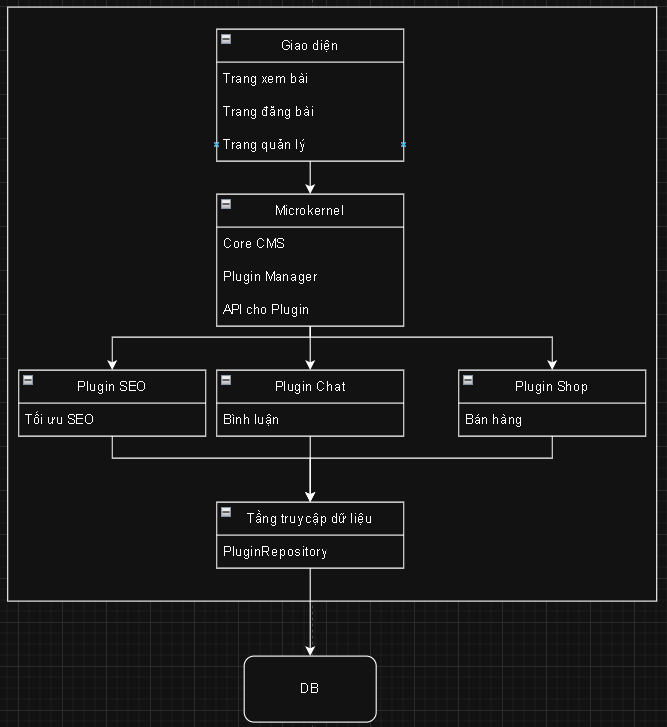 Giao diện
Trang xem bài
Trang đăng bài
Trang quản lý
Microkernel
Core CMS
Plugin Manager
API cho Plugin
Plugin SEO
Tối ưu SEO
Plugin Chat
Bình luận
Plugin Shop
Bán hàng
Tầng truy cập dữ liệu
PluginRepository
DB